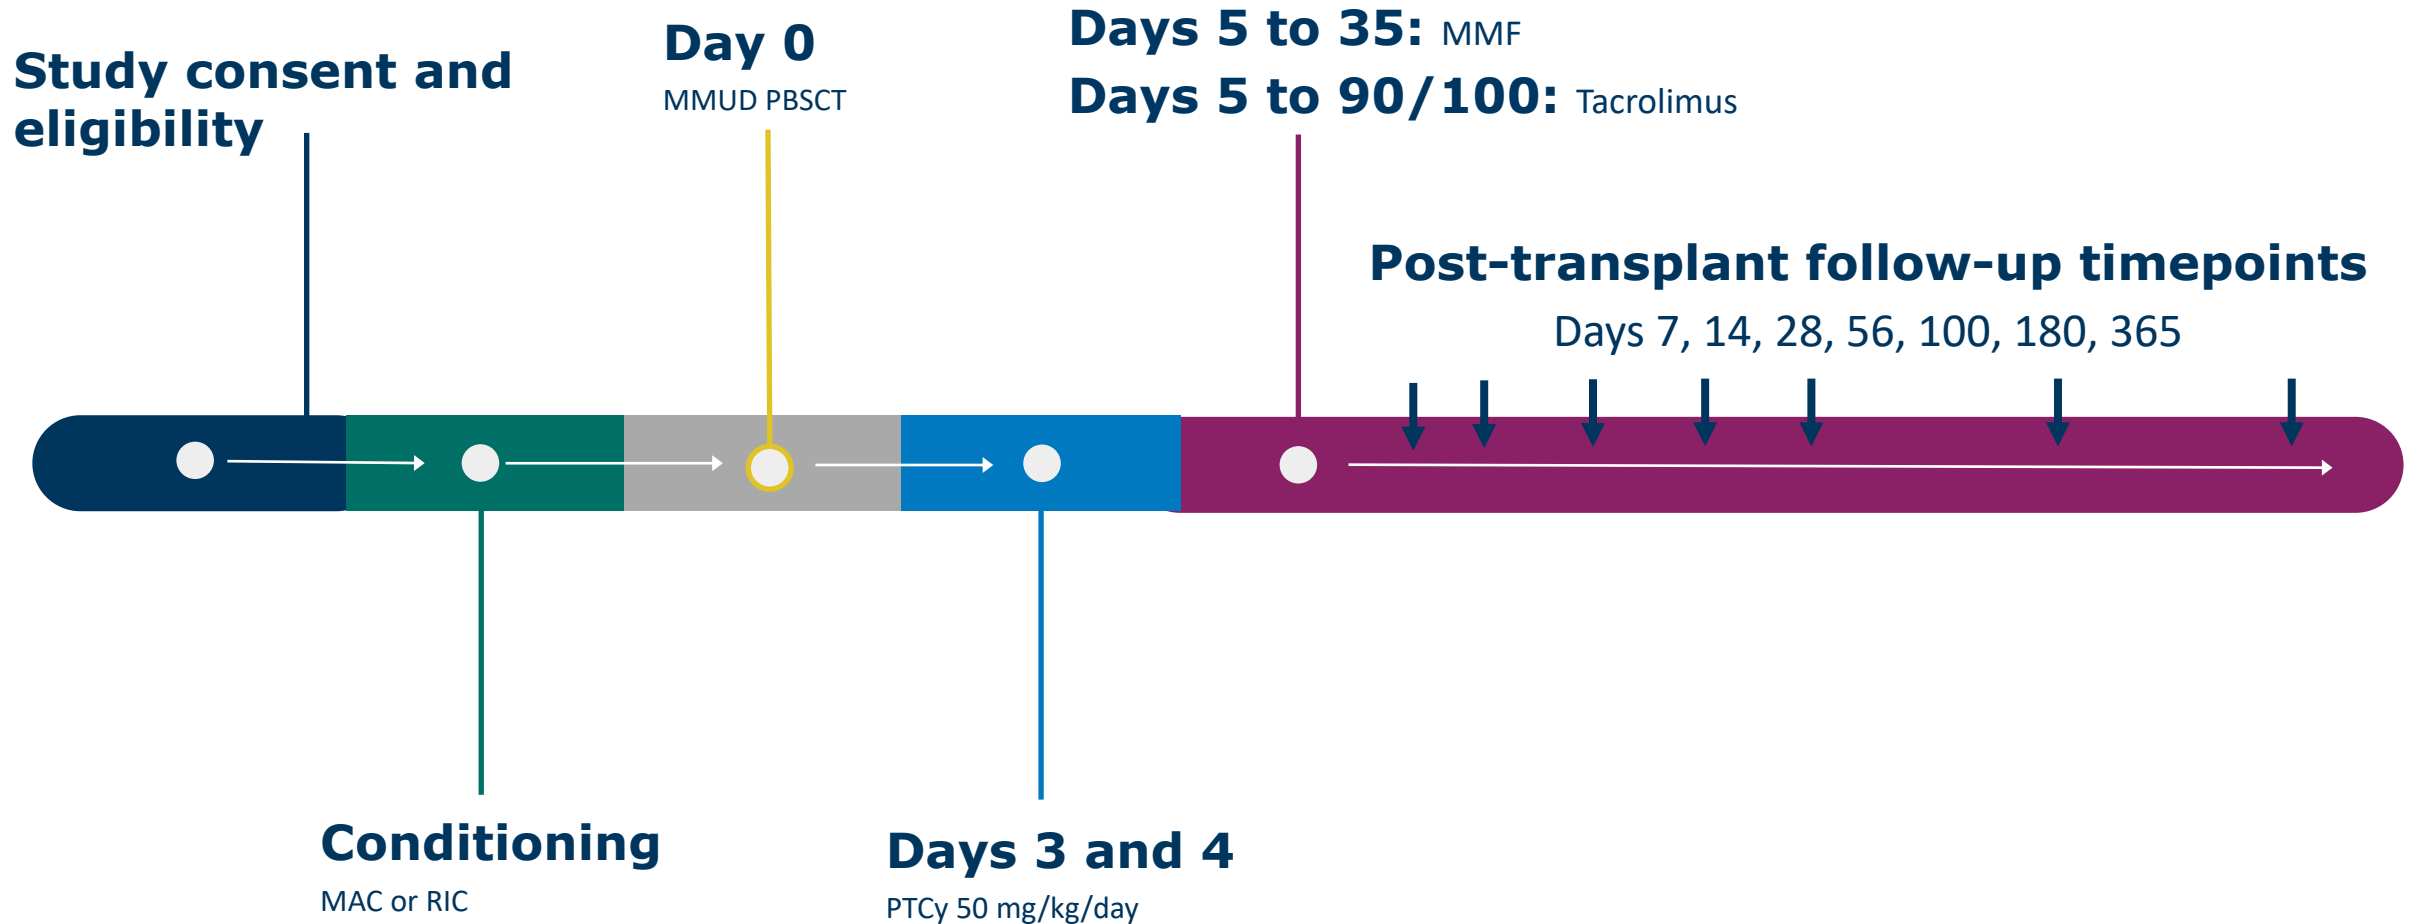 Study consent and
eligibility
Day 0
MMUD PBSCT
Days 5 to 35: MMF
Days 5 to 90/100: Tacrolimus
Post-transplant follow-up timepoints
Days 7, 14, 28, 56, 100, 180, 365
Conditioning
MAC or RIC
Days 3 and 4
PTCy 50 mg/kg/day